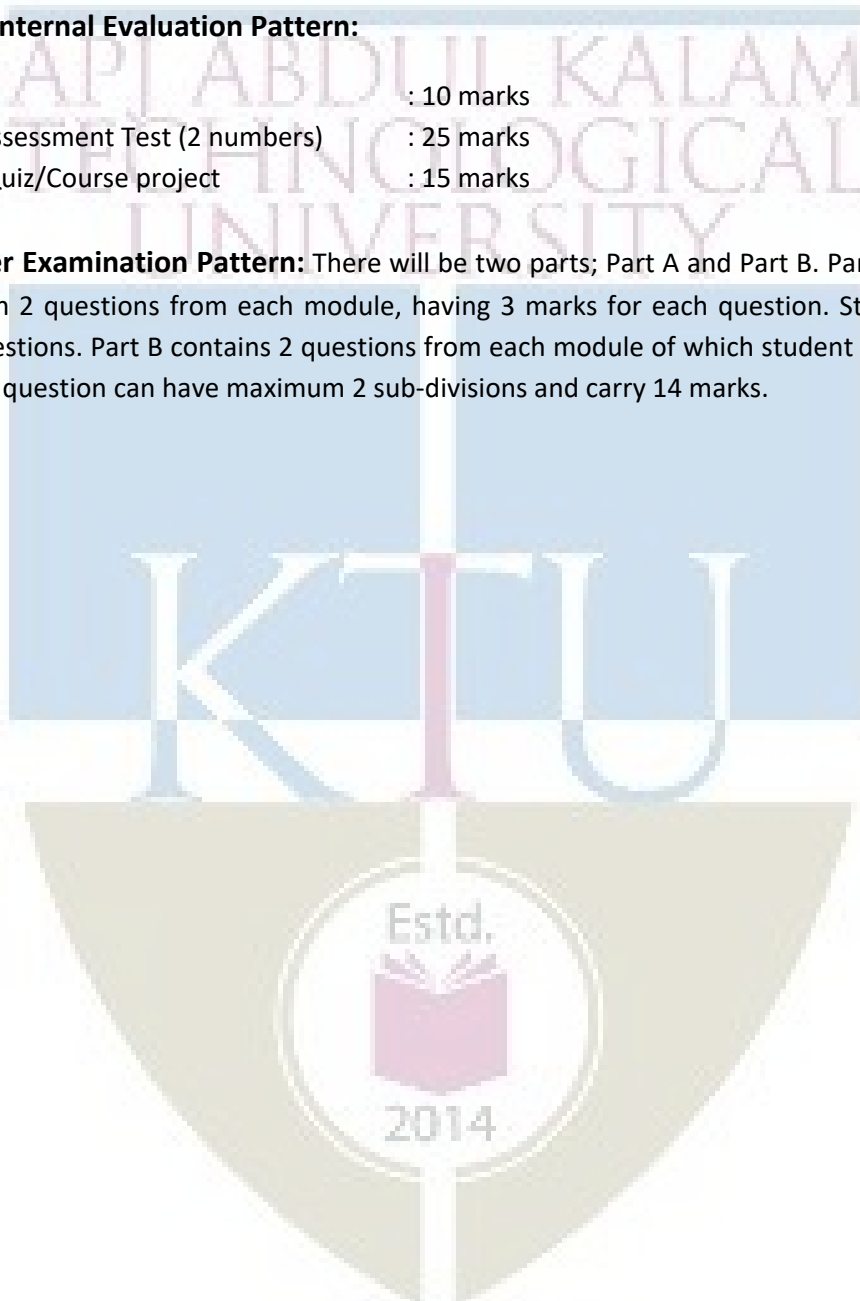 nternal Evaluation Pattern:
: 10 marks
ssessment Test (2 numbers) : 25 marks
uiz/Course project : 15 marks
er Examination Pattern: There will be two parts; Part A and Part B. Par
n 2 questions from each module, having 3 marks for each question. St
estions. Part B contains 2 questions from each module of which student
question can have maximum 2 sub-divisions and carry 14 marks.
APJ ABDUL KALAM
TECHNOLOGICAL
UNIVERSITY
KTU
Estd.
2014